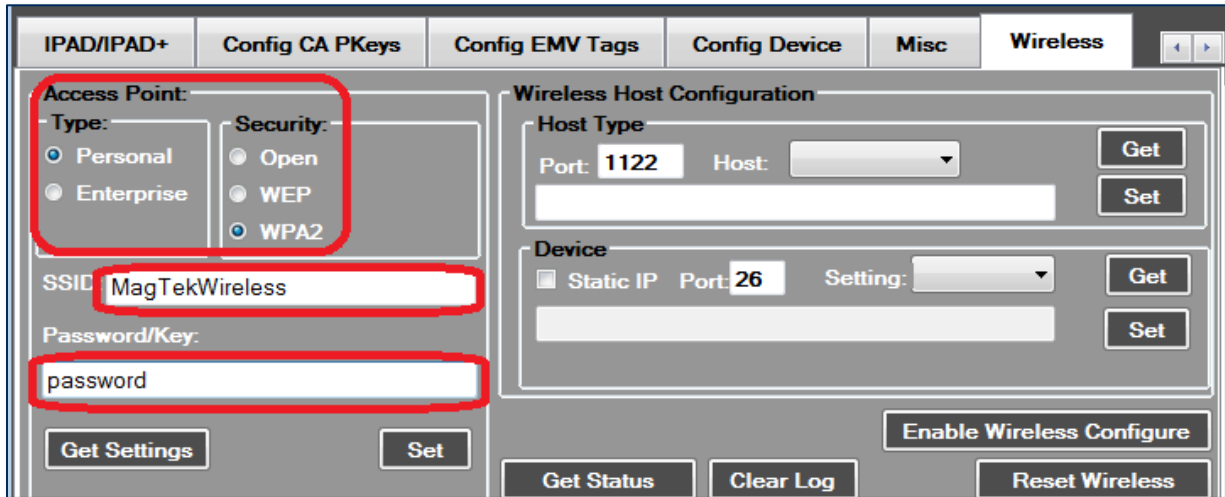 IPAD/IPAD+ Config CA PKeys Config EMV Tags Config Device Misc Wireless
Access Point:
Type:
Personal
Enterprise
Security:
Open
WEP
WPA2
SSID: MagTekWireless
Password/Key:
password
Get Settings Set
Wireless Host Configuration
Host Type
Port: 1122 Host: Get
Set
Device
Static IP Port: 26 Setting: Get
Set
Enable Wireless Configure
Get Status Clear Log Reset Wireless